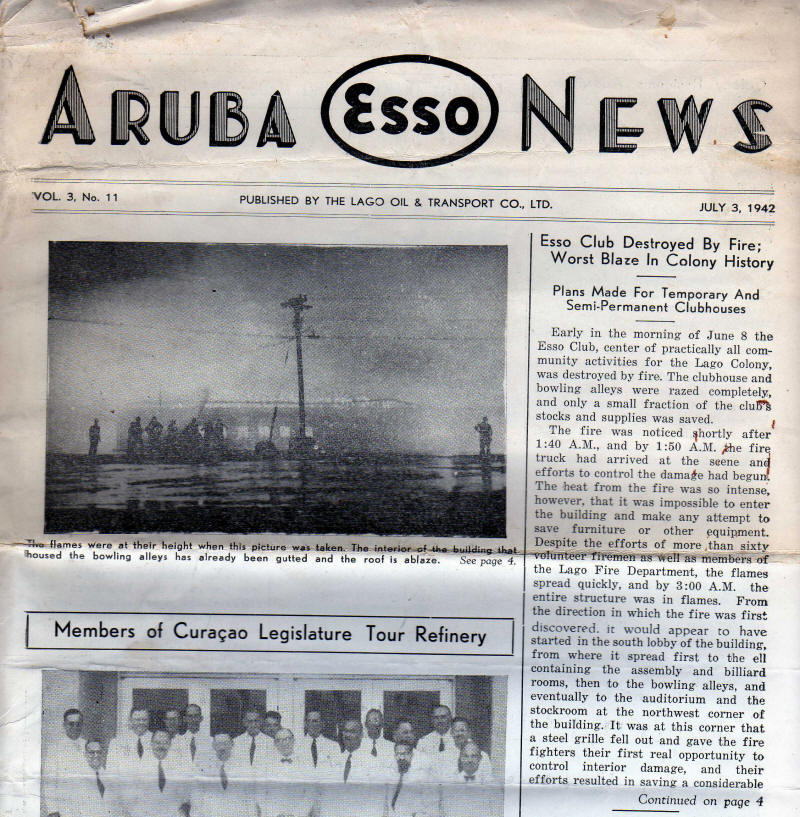 ARUBA Esso NEWS
VOL. 3, No. 11 PUBLISHED BY THE LAGO OIL & TRANSPORT CO., LTD. JULY 3, 1942
The flames were at their height when this picture was taken. The interior of the building that
housed the bowling alleys has already been gutted and the roof is ablaze. See page 4.
Members of Curaçao Legislature Tour Refinery
Esso Club Destroyed By Fire;
Worst Blaze In Colony History
Plans Made For Temporary And
Semi-Permanent Clubhouses
Early in the morning of June 8 the
Esso Club, center of practically all com-
munity activities for the Lago Colony,
was destroyed by fire. The clubhouse and
bowling alleys were razed completely,
and only a small fraction of the club's
stocks and supplies was saved.
The fire was noticed shortly after
1:40 A.M., and by 1:50 A.M. the fire
truck had arrived at the scene and
efforts to control the damage had begun.
The heat from the fire was so intense,
however, that it was impossible to enter
the building and make any attempt to
save furniture or other equipment.
Despite the efforts of more than sixty
volunteer firemen as well as members of
the Lago Fire Department, the flames
spread quickly, and by 3:00 A.M. the
entire structure was in flames. From
the direction in which the fire was first
discovered, it would appear to have
started in the south lobby of the building,
from where it spread first to the ell
containing the assembly and billiard
rooms, then to the bowling alleys, and
eventually to the auditorium and the
stockroom at the northwest corner of
the building. It was at this corner that
a steel grille fell out and gave the fire
fighters their first real opportunity to
control interior damage, and their
efforts resulted in saving a considerable
Continued on page 4